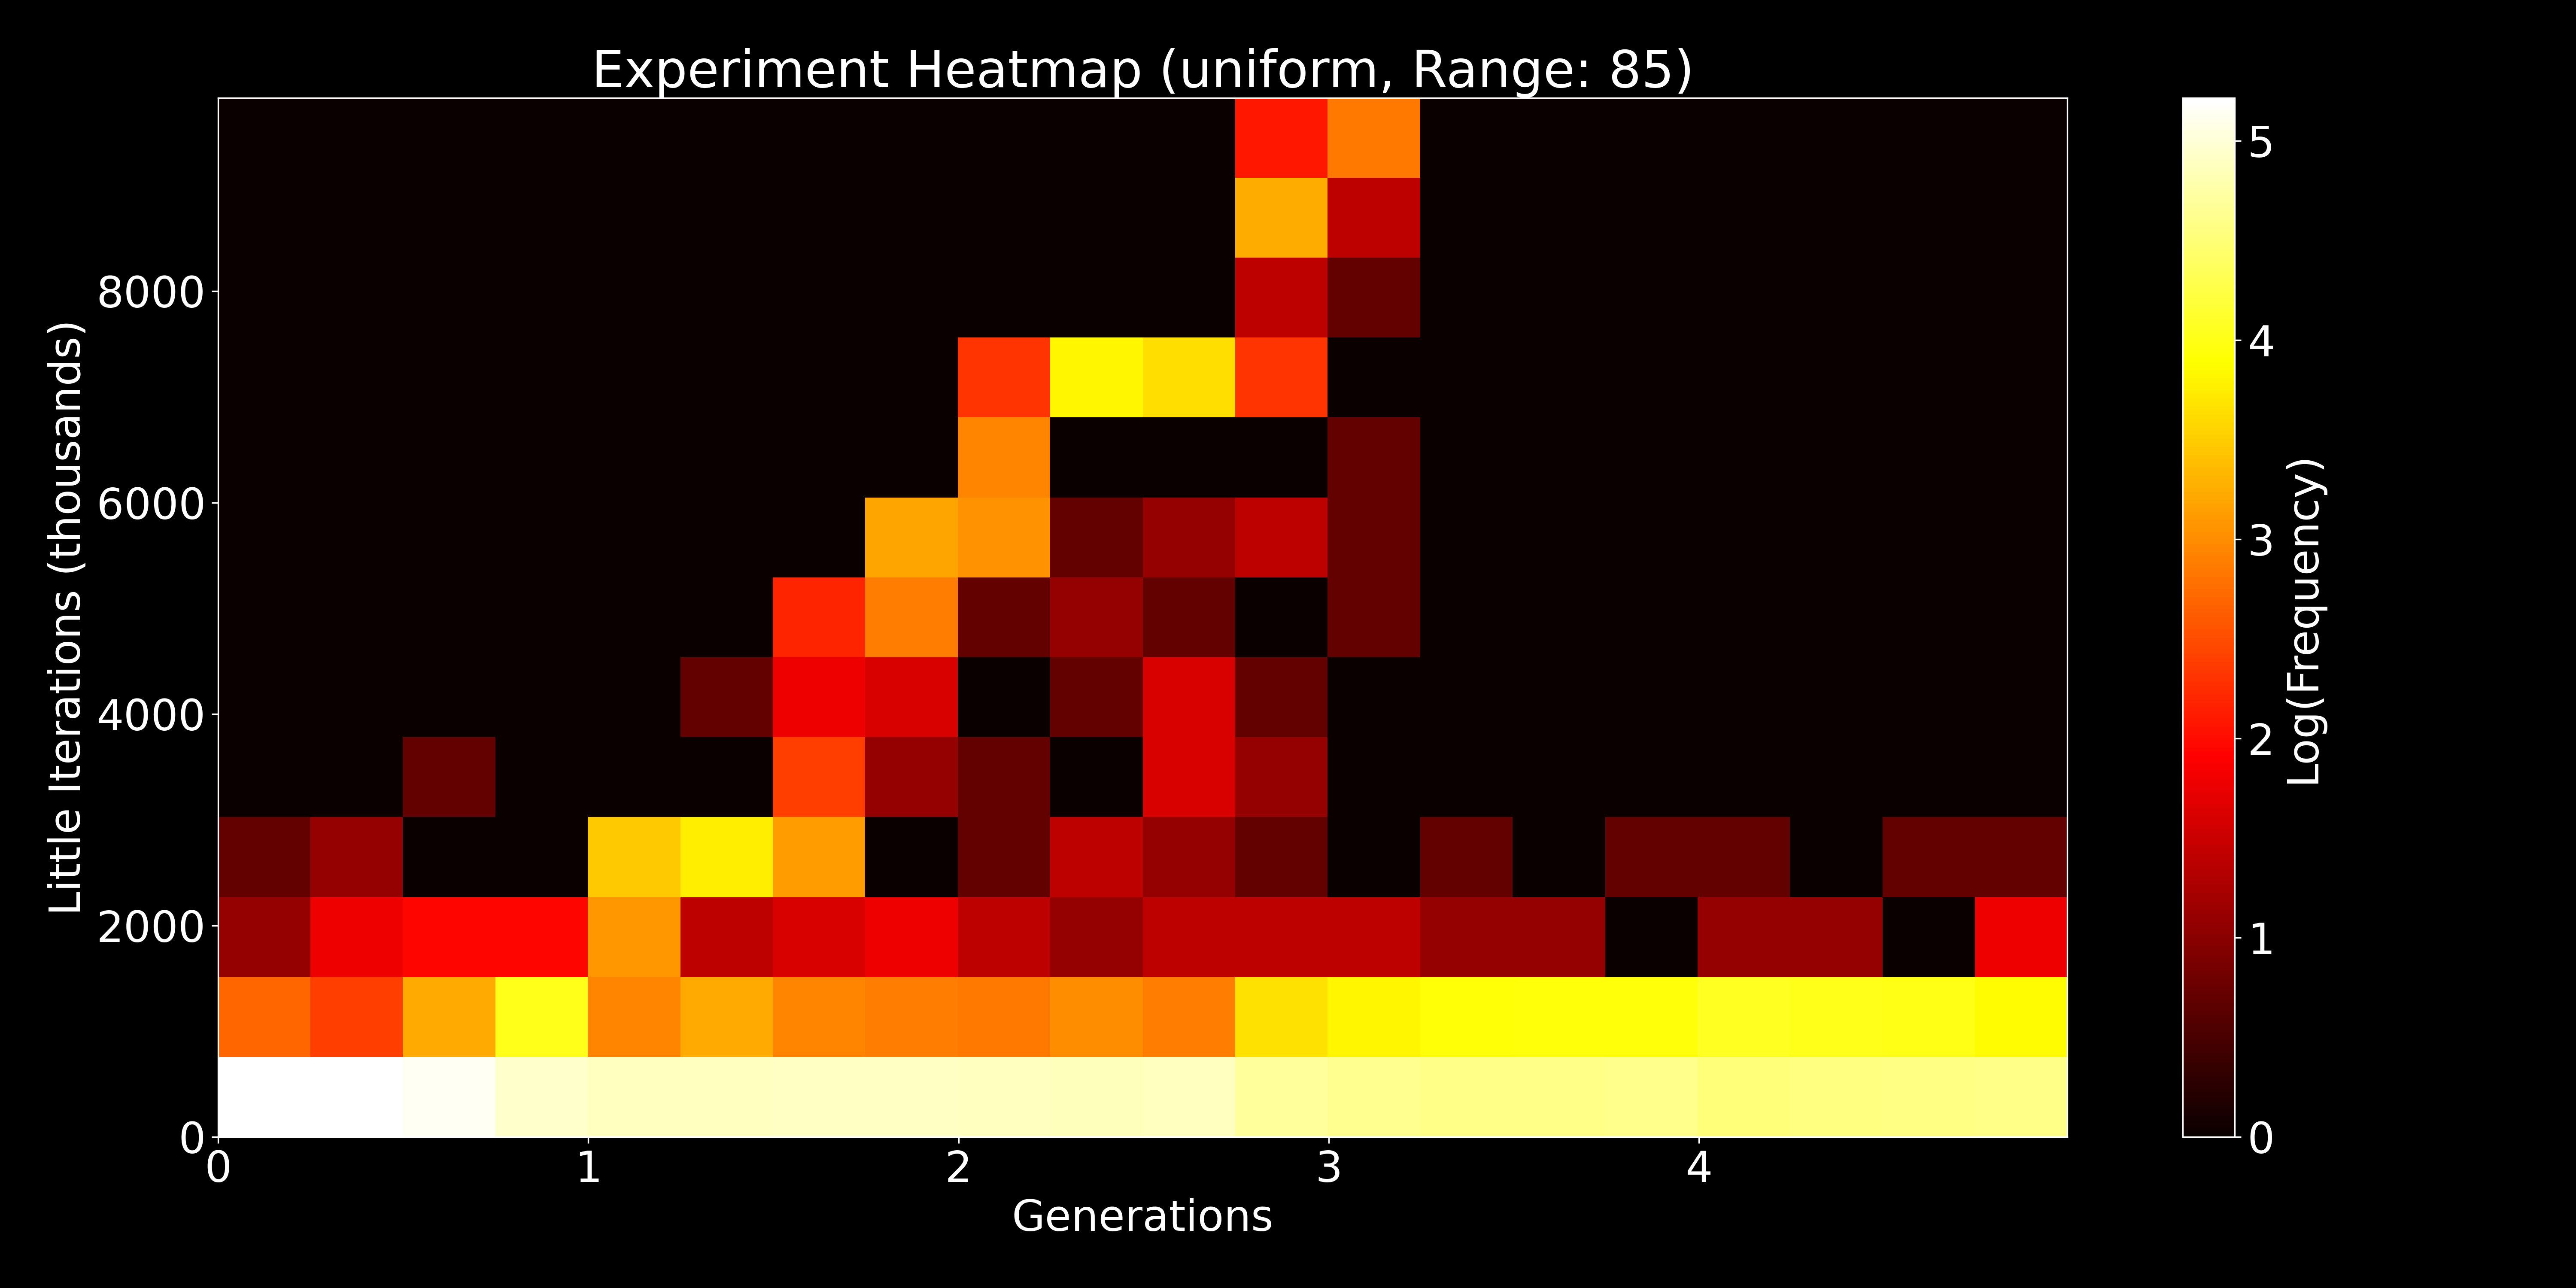 Experiment Heatmap (uniform, Range: 85)
Little Iterations (thousands)
8000
6000
4000
2000
0
0 1 2 3 4
Generations
5
4
3
2
1
0
Log(Frequency)